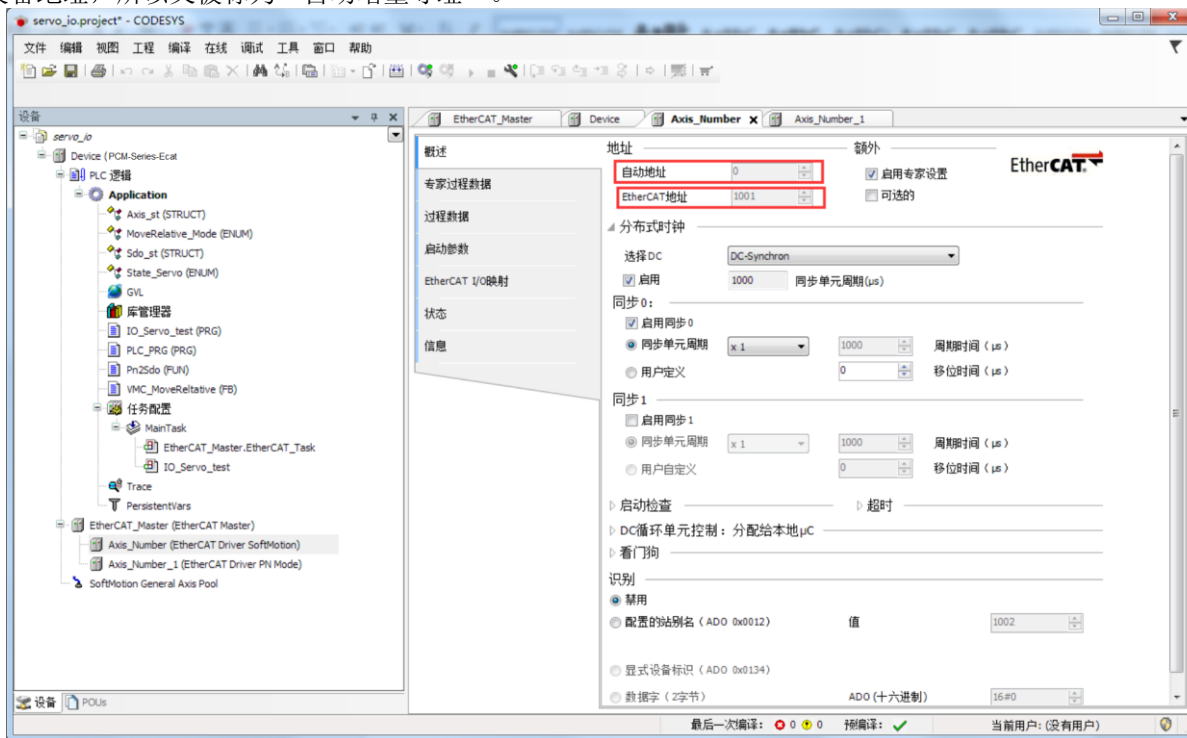 servo_io.project* - CODESYS
文件 编辑 视图 工程 编译 在线 调试 工具 窗口 帮助
设备
servo_io
Device (PCM-Series-Ecat
PLC 逻辑
Application
Axis_st (STRUCT)
MoveRelative_Mode (ENUM)
Sdo_st (STRUCT)
State_Servo (ENUM)
GVL
库管理器
IO_Servo_test (PRG)
PLC_PRG (PRG)
Pn2Sdo (FUN)
VMC_MoveReltative (FB)
任务配置
MainTask
EtherCAT_Master.EtherCAT_Task
IO_Servo_test
Trace
PersistentVars
EtherCAT_Master (EtherCAT Master)
Axis_Number (EtherCAT Driver SoftMotion)
Axis_Number_1 (EtherCAT Driver PN Mode)
SoftMotion General Axis Pool
设备 POUs
EtherCAT_Master Device Axis_Number Axis_Number_1
概述
专家过程数据
过程数据
启动参数
EtherCAT I/O映射
状态
信息
地址 额外
自动地址 0 启用专家设置
EtherCAT地址 1001 可选的
EtherCAT
分布式时钟
选择DC DC-Synchron
启用 1000 同步单元周期(µs)
同步0:
启用同步0
同步单元周期 x 1 1000 周期时间(µs)
用户定义 0 移位时间(µs)
同步1
启用同步1
同步单元周期 x 1 1000 周期时间(µs)
用户自定义 0 移位时间(µs)
启动检查 超时
DC循环单元控制: 分配给本地µC
看门狗
识别
禁用
配置的站别名(ADO 0x0012) 值 1002
显式设备标识(ADO 0x0134)
数据字(2字节) ADO(十六进制) 16#0
最后一次编译: 0 0 预编译: 当前用户: (没有用户)